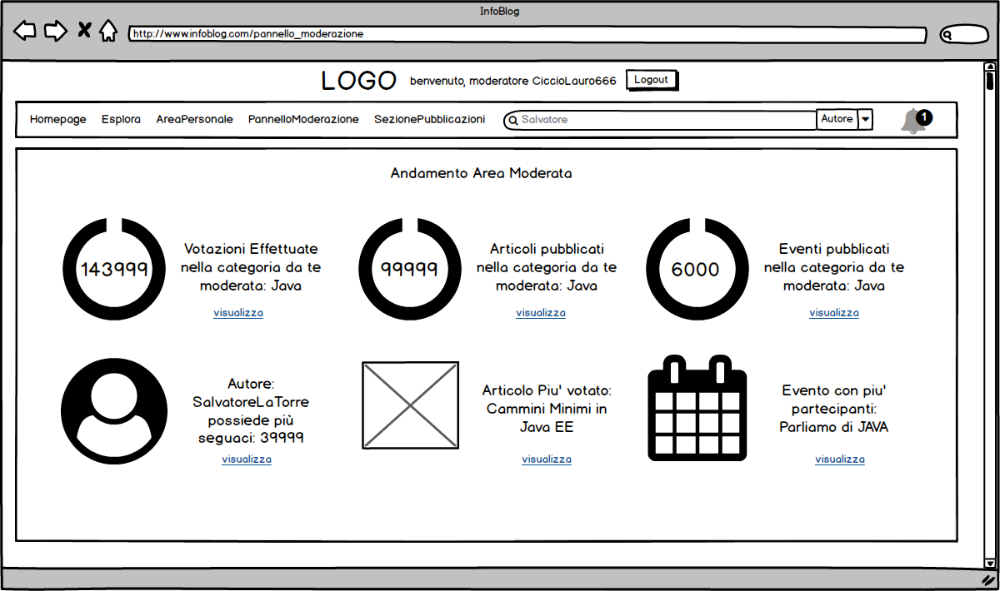 InfoBlog
http://www.infoblog.com/pannello_moderazione
LOGO
benvenuto, moderatore CiccioLauro666
Logout
Homepage
Esplora
AreaPersonale
PannelloModerazione
SezionePubblicazioni
Salvatore
Autore
1
Andamento Area Moderata
143999
Votazioni Effettuate
nella categoria da te
moderata: Java
visualizza
99999
Articoli pubblicati
nella categoria da te
moderata: Java
visualizza
6000
Eventi pubblicati
nella categoria da te
moderata: Java
visualizza
Autore:
SalvatoreLaTorre
possiede più
seguaci: 39999
visualizza
Articolo Piu' votato:
Cammini Minimi in
Java EE
visualizza
Evento con piu'
partecipanti:
Parliamo di JAVA
visualizza